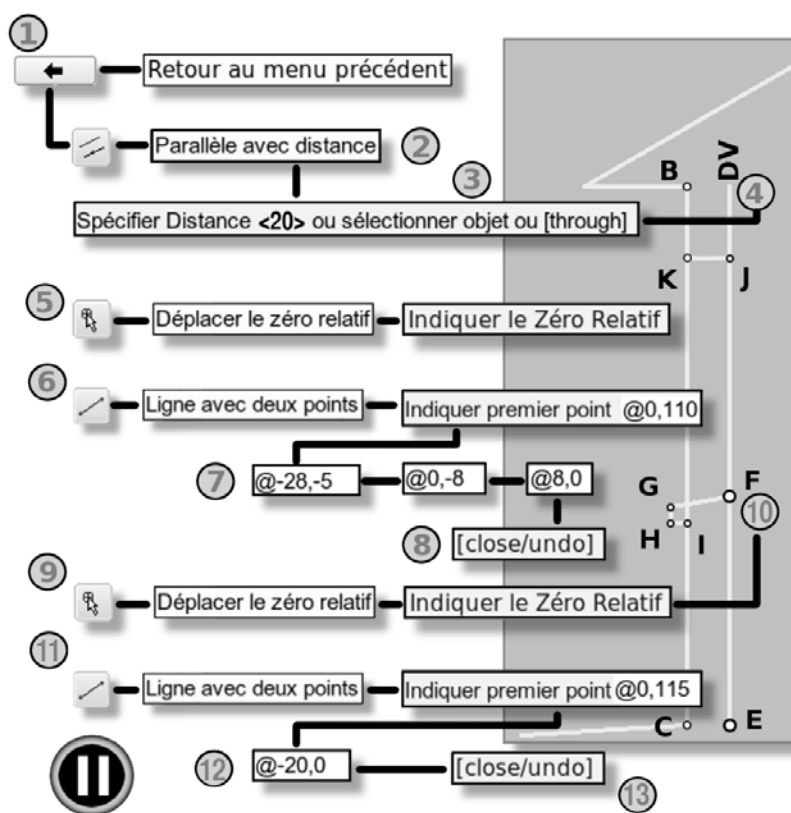 1
Retour au menu précédent
Parallèle avec distance
2
3
Spécifier Distance <20> ou sélectionner objet ou [through]
B
DV
4
K
J
5
Déplacer le zéro relatif
Indiquer le Zéro Relatif
6
Ligne avec deux points
Indiquer premier point @0,110
7
@-28,-5
@0,-8
@8,0
G
F
10
H
I
8
[close/undo]
9
Déplacer le zéro relatif
Indiquer le Zéro Relatif
11
Ligne avec deux points
Indiquer premier point @0,115
C
E
12
@-20,0
[close/undo]
13